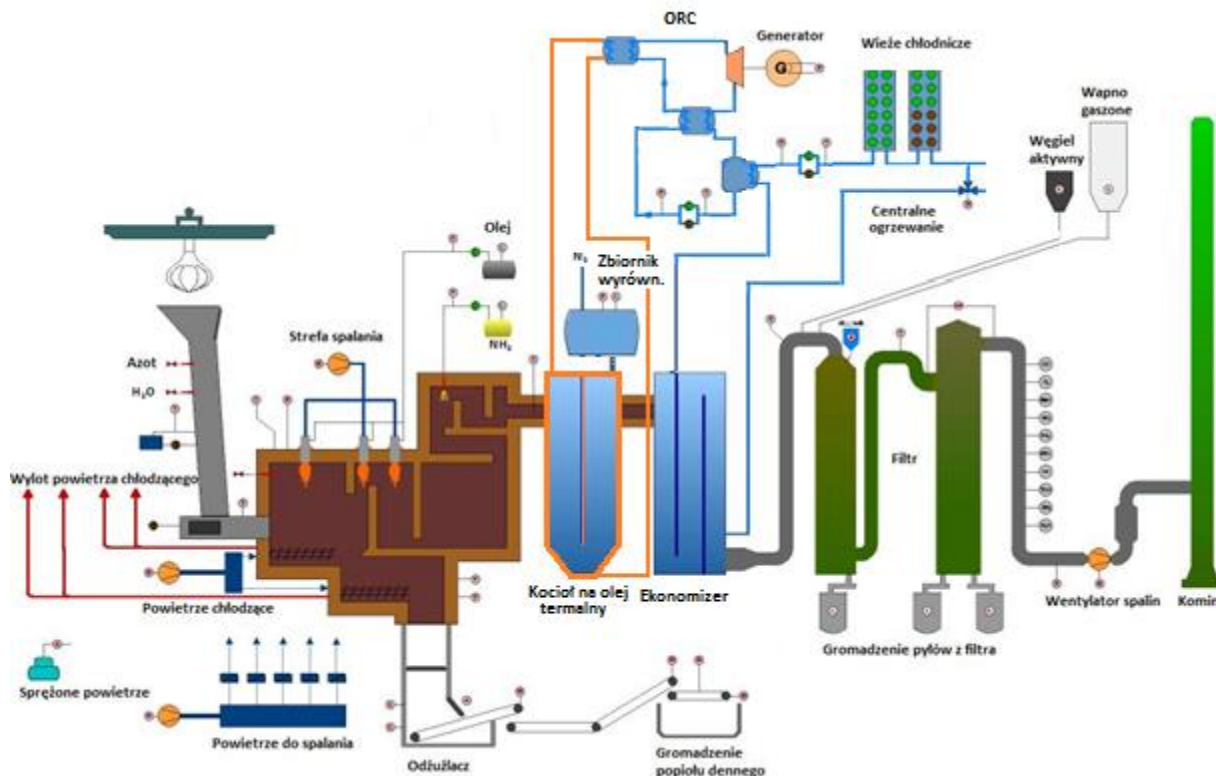 ORC
Generator
G
Wieże chłodnicze
Wapno
gaszone
Węgiel
aktywny
Centralne
ogrzewanie
Olej
N₂
Zbiornik
wyrówn.
NH₃
Strefa spalania
Azot
H₂O
Wylot powietrza chłodzącego
Filtr
Powietrze chłodzące
Kocioł na olej
termalny
Ekonomizer
Wentylator spalin
Komin
Gromadzenie pyłów z filtra
Sprężone powietrze
Powietrze do spalania
Odżużlacz
Gromadzenie
popiołu dennego